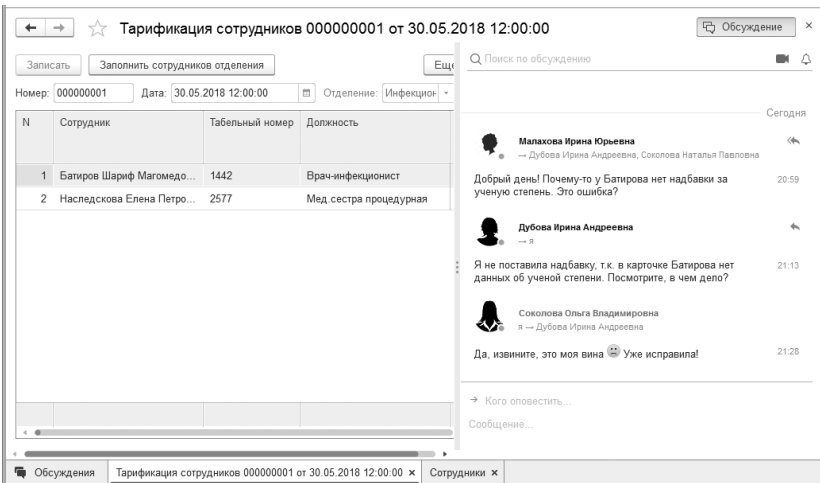 Тарификация сотрудников 000000001 от 30.05.2018 12:00:00
Обсуждение
Записать
Заполнить сотрудников отделения
Еще
Номер: 000000001 Дата: 30.05.2018 12:00:00 Отделение: Инфекцион
N Сотрудник Табельный номер Должность
1 Батиров Шариф Магомедо... 1442 Врач-инфекционист
2 Наследскова Елена Петро... 2577 Мед.сестра процедурная
Поиск по обсуждению
Сегодня
Малахова Ирина Юрьевна
→ Дубова Ирина Андреевна, Соколова Наталья Павловна
Добрый день! Почему-то у Батирова нет надбавки за 20:59
ученую степень. Это ошибка?
Дубова Ирина Андреевна
→ я
Я не поставила надбавку, т.к. в карточке Батирова нет 21:13
данных об ученой степени. Посмотрите, в чем дело?
Соколова Ольга Владимировна
я → Дубова Ирина Андреевна
Да, извините, это моя вина Уже исправила! 21:28
Кого оповестить...
Сообщение...
Обсуждения
Тарификация сотрудников 000000001 от 30.05.2018 12:00:00 ×
Сотрудники ×